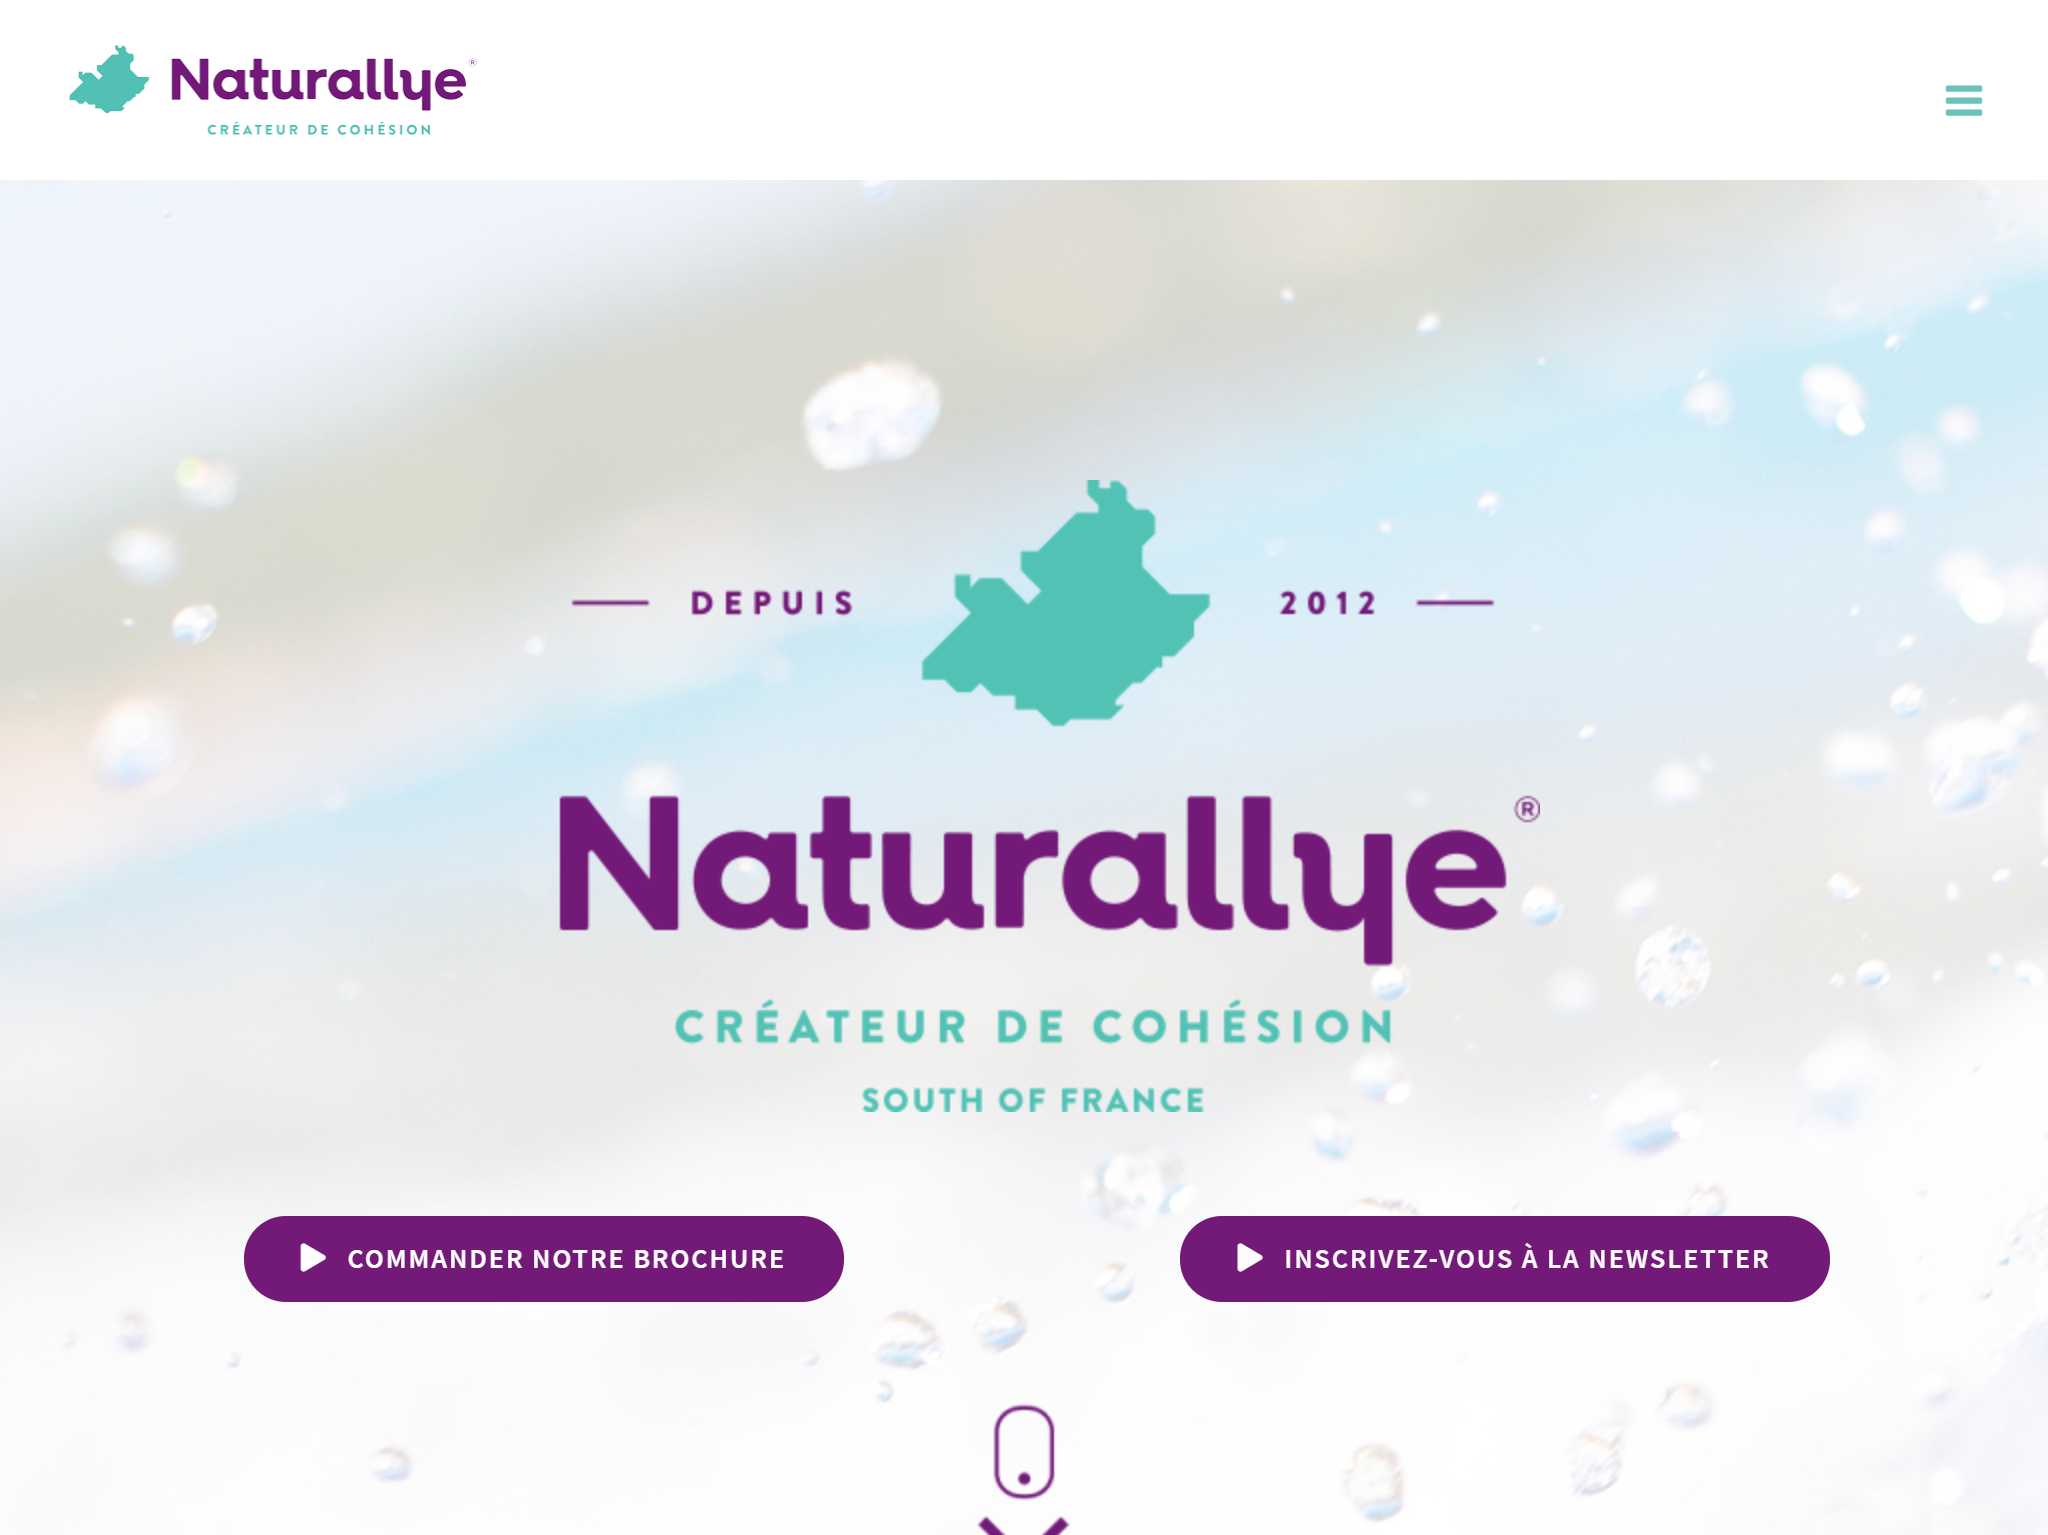 Naturallye®
CRÉATEUR DE COHÉSION
DEPUIS 2012
Naturallye®
CRÉATEUR DE COHÉSION
SOUTH OF FRANCE
COMMANDER NOTRE BROCHURE
INSCRIVEZ-VOUS À LA NEWSLETTER